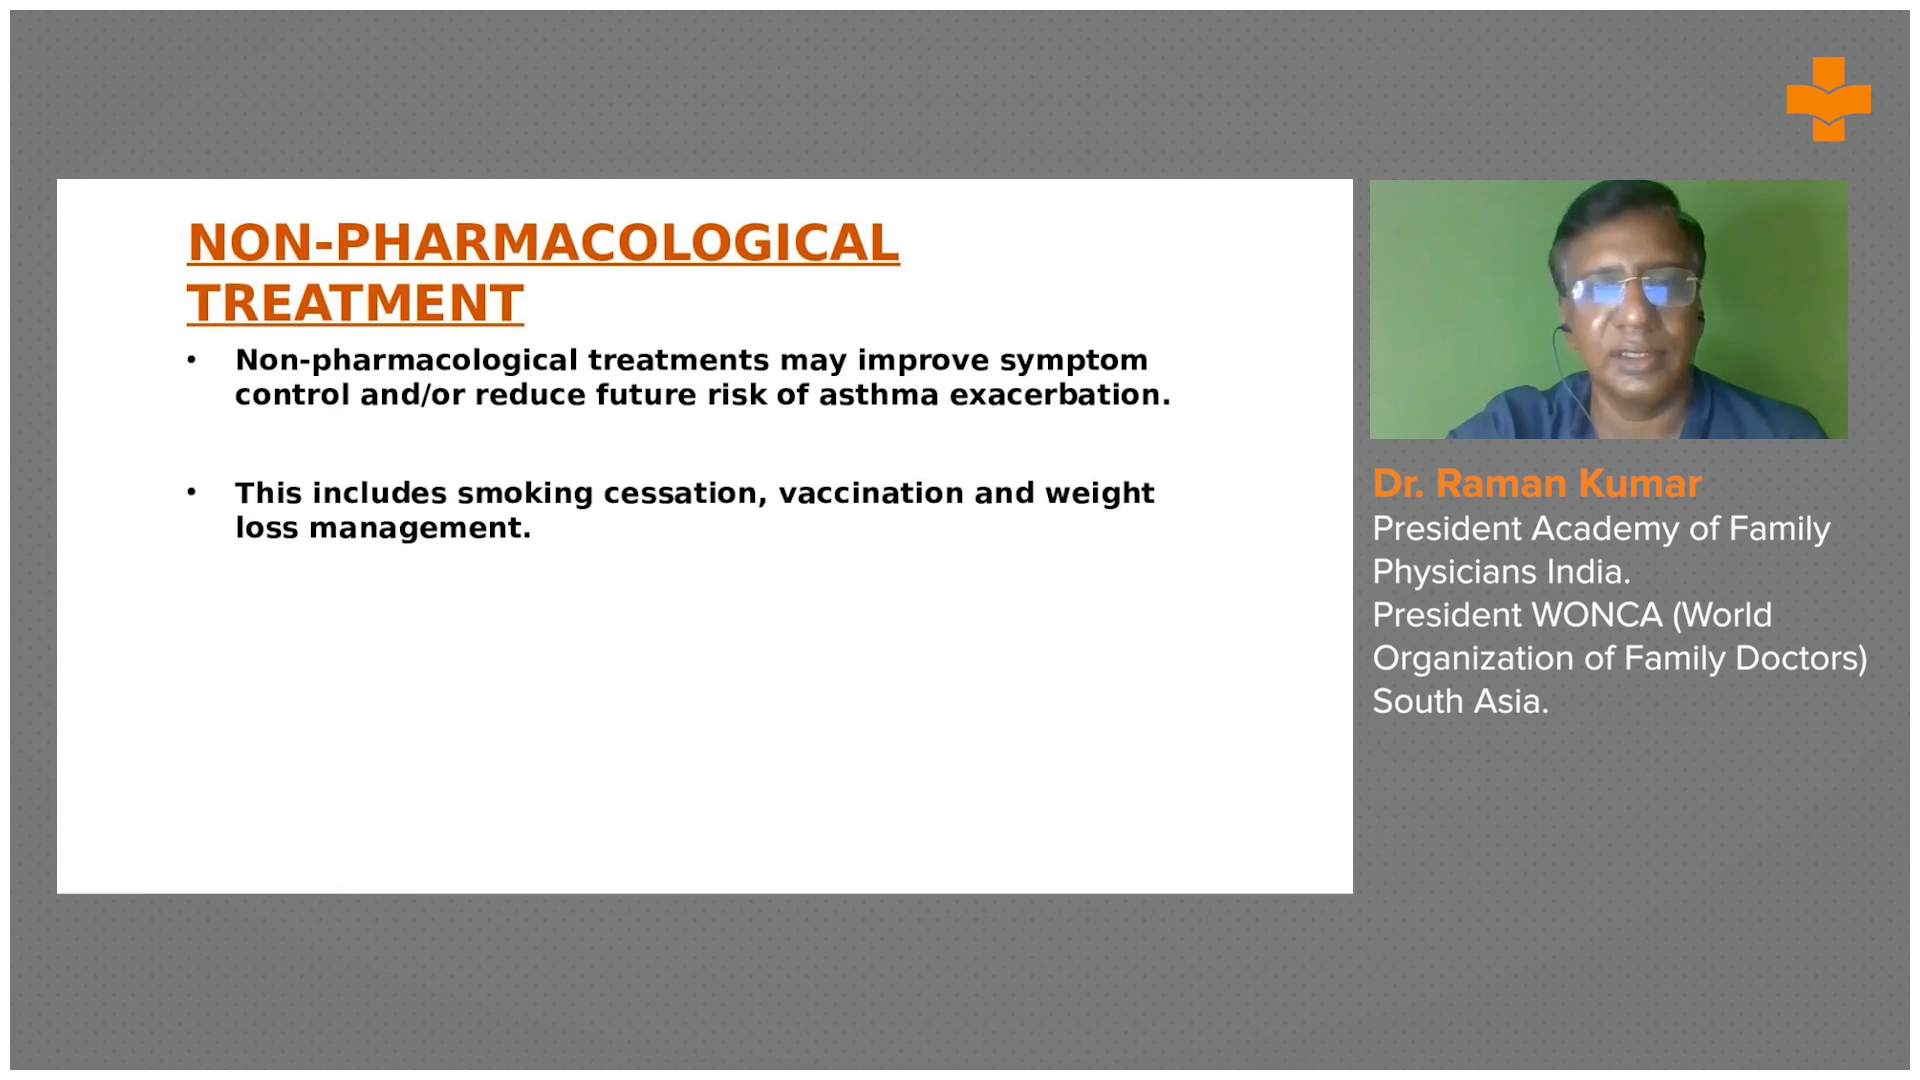 NON-PHARMACOLOGICAL
TREATMENT
• Non-pharmacological treatments may improve symptom
control and/or reduce future risk of asthma exacerbation.
• This includes smoking cessation, vaccination and weight
loss management.
Dr. Raman Kumar
President Academy of Family
Physicians India.
President WONCA (World
Organization of Family Doctors)
South Asia.